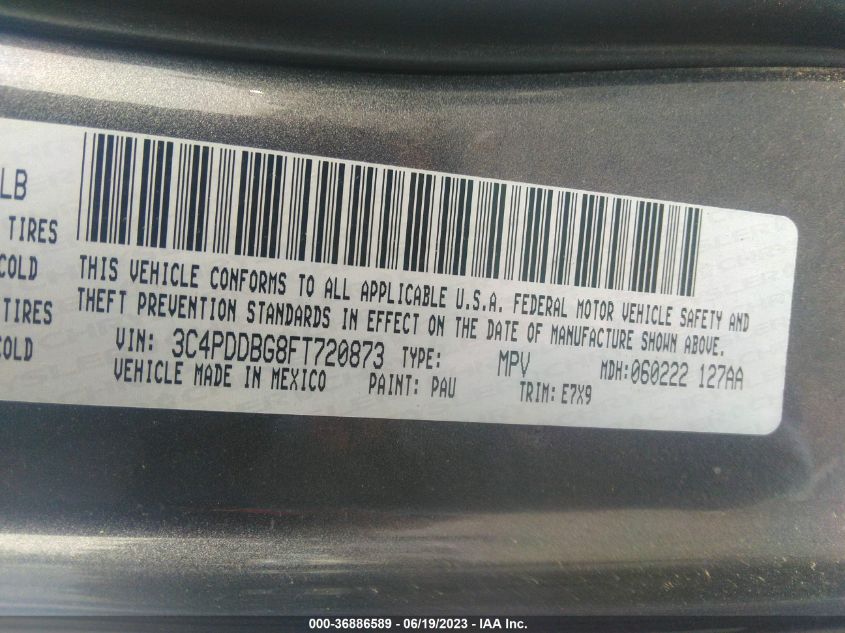 LB
TIRES
COLD
TIRES
COLD
THIS VEHICLE CONFORMS TO ALL APPLICABLE U.S.A. FEDERAL MOTOR VEHICLE SAFETY AND
THEFT PREVENTION STANDARDS IN EFFECT ON THE DATE OF MANUFACTURE SHOWN ABOVE.
VIN: 3C4PDDBG8FT720873 TYPE: MPV MDH:060222 127AA
VEHICLE MADE IN MEXICO PAINT: PAU TRIM: E7X9
000-36886589 - 06/19/2023 - IAA Inc.